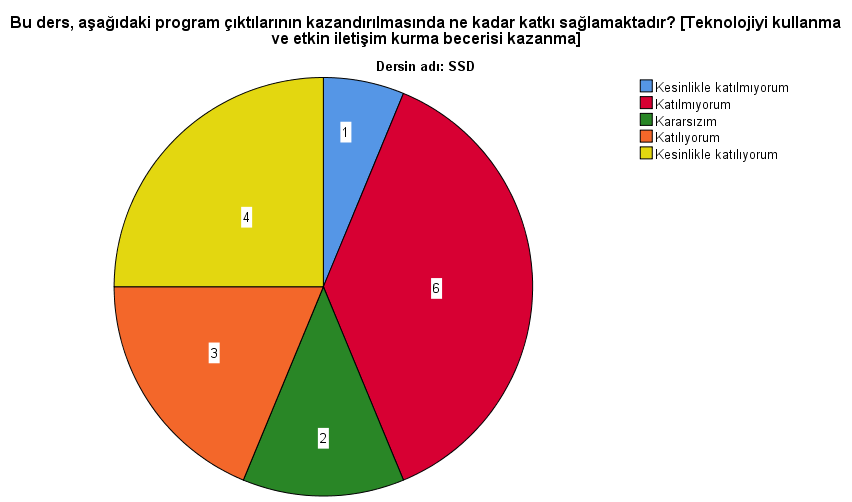 Bu ders, aşağıdaki program çıktılarının kazandırılmasında ne kadar katkı sağlamaktadır? [Teknolojiyi kullanma
ve etkin iletişim kurma becerisi kazanma]
Dersin adı: SSD
Kesinlikle katılmıyorum
Katılmıyorum
Kararsızım
Katılıyorum
Kesinlikle katılıyorum
1
4
6
3
2